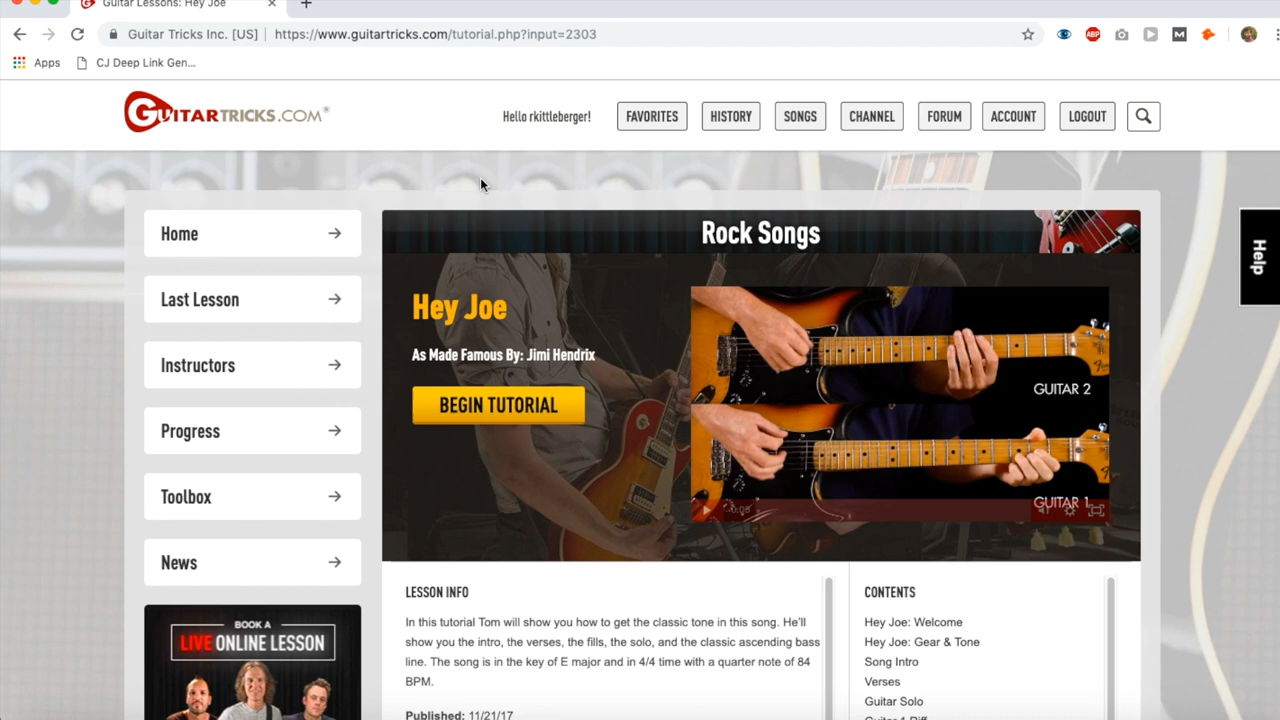 Guitar Lessons: Hey Joe
Guitar Tricks Inc. [US] | https://www.guitartricks.com/tutorial.php?input=2303
ABP
M
Apps
CJ Deep Link Gen...
GUITARTRICKS.COM®
Hello rkittleberger!
FAVORITES
HISTORY
SONGS
CHANNEL
FORUM
ACCOUNT
LOGOUT
Help
Home
Last Lesson
Instructors
Progress
Toolbox
News
BOOK A
LIVE ONLINE LESSON
Rock Songs
Hey Joe
As Made Famous By: Jimi Hendrix
BEGIN TUTORIAL
GUITAR 2
GUITAR 1
LESSON INFO
In this tutorial Tom will show you how to get the classic tone in this song. He'll
show you the intro, the verses, the fills, the solo, and the classic ascending bass
line. The song is in the key of E major and in 4/4 time with a quarter note of 84
BPM.
Published: 11/21/17
CONTENTS
Hey Joe: Welcome
Hey Joe: Gear & Tone
Song Intro
Verses
Guitar Solo
Guitar 1 Riff